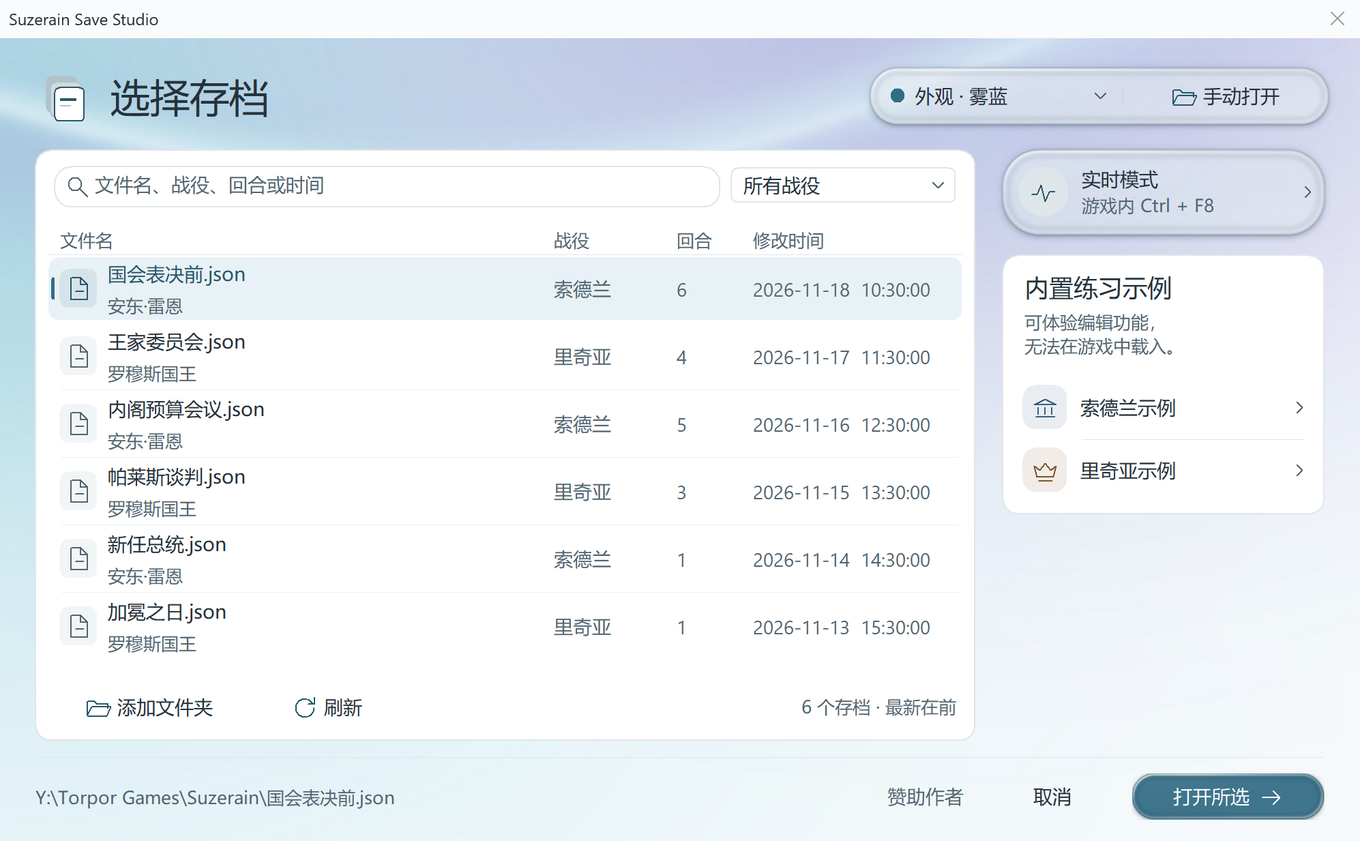 Suzerain Save Studio
选择存档
外观 · 雾蓝
手动打开
文件名、战役、回合或时间
所有战役
实时模式
游戏内 Ctrl + F8
文件名 战役 回合 修改时间
国会表决前.json
安东·雷恩
索德兰 6 2026-11-18 10:30:00
王家委员会.json
罗穆斯国王
里奇亚 4 2026-11-17 11:30:00
内阁预算会议.json
安东·雷恩
索德兰 5 2026-11-16 12:30:00
帕莱斯谈判.json
罗穆斯国王
里奇亚 3 2026-11-15 13:30:00
新任总统.json
安东·雷恩
索德兰 1 2026-11-14 14:30:00
加冕之日.json
罗穆斯国王
里奇亚 1 2026-11-13 15:30:00
添加文件夹
刷新
6 个存档 · 最新在前
内置练习示例
可体验编辑功能，
无法在游戏中载入。
索德兰示例
里奇亚示例
Y:\Torpor Games\Suzerain\国会表决前.json
赞助作者
取消
打开所选